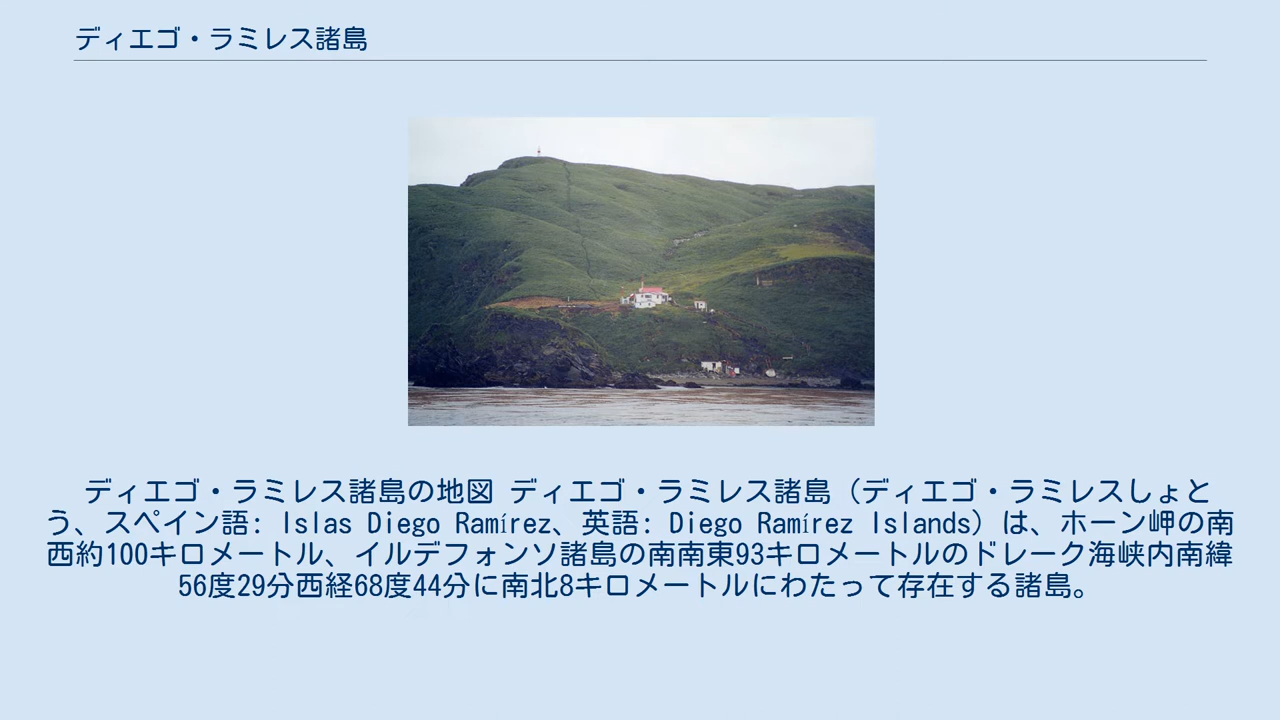 ディエゴ・ラミレス諸島
ディエゴ・ラミレス諸島の地図 ディエゴ・ラミレス諸島（ディエゴ・ラミレスしょと
う、スペイン語: Islas Diego Ramírez、英語: Diego Ramírez Islands）は、ホーン岬の南
西約100キロメートル、イルデフォンソ諸島の南南東93キロメートルのドレーク海峡内南緯
56度29分西経68度44分に南北8キロメートルにわたって存在する諸島。